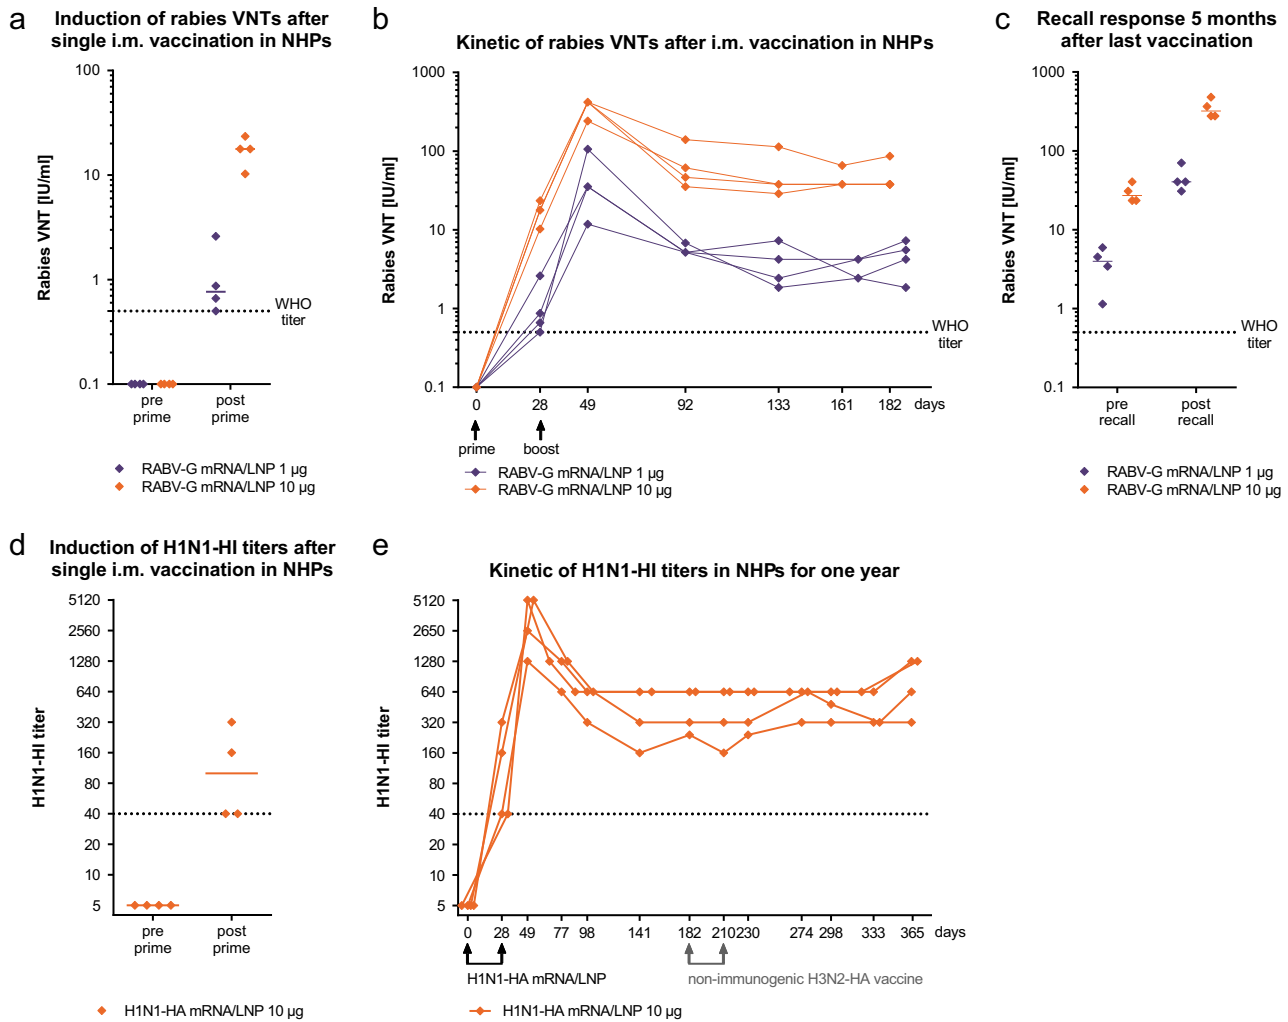 a
Induction of rabies VNTs after
single i.m. vaccination in NHPs
Rabies VNT [IU/ml]
100
10
1
0.1
WHO
titer
pre
prime
post
prime
RABV-G mRNA/LNP 1 µg
RABV-G mRNA/LNP 10 µg
b
Kinetic of rabies VNTs after i.m. vaccination in NHPs
Rabies VNT [IU/ml]
1000
100
10
1
0.1
WHO
titer
0 28 49 92 133 161 182 days
prime boost
RABV-G mRNA/LNP 1 µg
RABV-G mRNA/LNP 10 µg
c
Recall response 5 months
after last vaccination
Rabies VNT [IU/ml]
1000
100
10
1
0.1
WHO
titer
pre
recall
post
recall
RABV-G mRNA/LNP 1 µg
RABV-G mRNA/LNP 10 µg
d
Induction of H1N1-HI titers after
single i.m. vaccination in NHPs
H1N1-HI titer
5120
2560
1280
640
320
160
80
40
20
10
5
pre
prime
post
prime
H1N1-HA mRNA/LNP 10 µg
e
Kinetic of H1N1-HI titers in NHPs for one year
H1N1-HI titer
5120
2650
1280
640
320
160
80
40
20
10
5
0 28 49 77 98 141 182 210 230 274 298 333 365 days
H1N1-HA mRNA/LNP
non-immunogenic H3N2-HA vaccine
H1N1-HA mRNA/LNP 10 µg